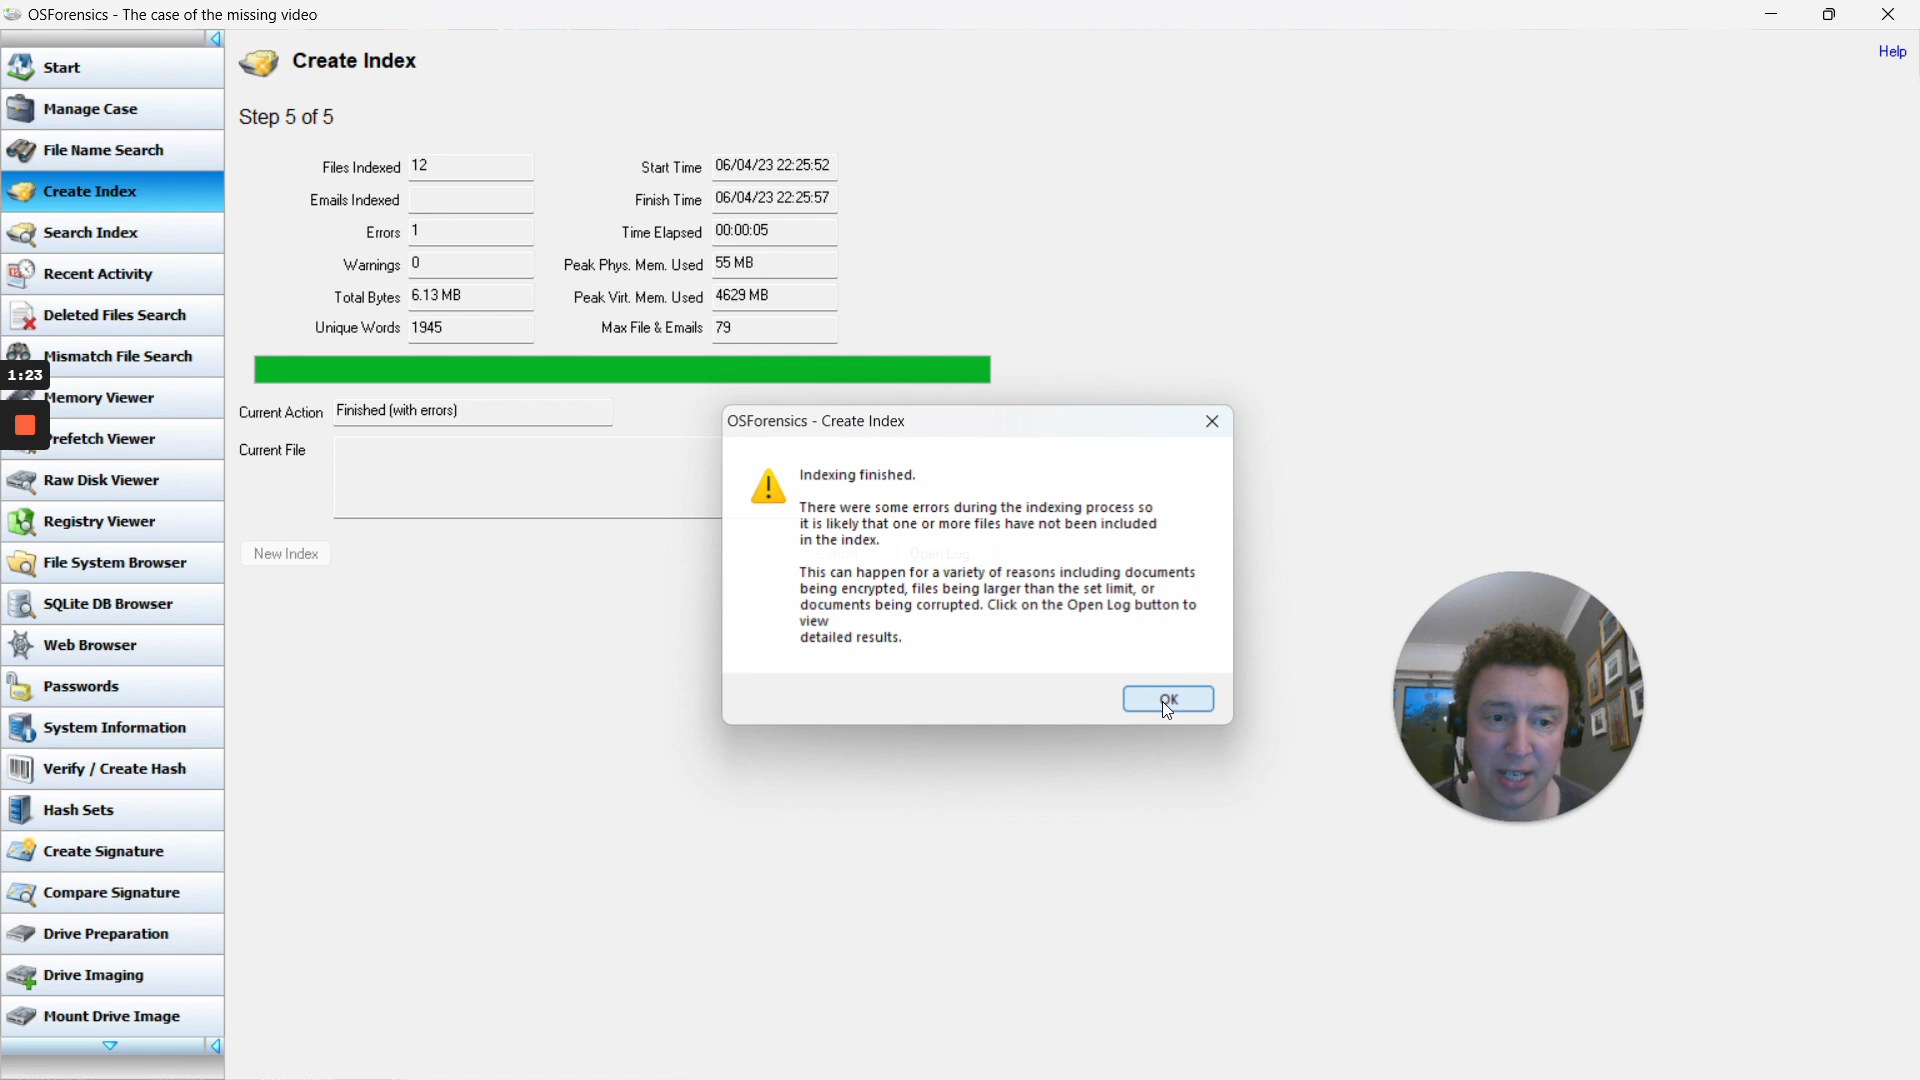 OSForensics - The case of the missing video
Help
Start
Manage Case
File Name Search
Create Index
Search Index
Recent Activity
Deleted Files Search
Mismatch File Search
1:23
Memory Viewer
Prefetch Viewer
Raw Disk Viewer
Registry Viewer
File System Browser
SQLite DB Browser
Web Browser
Passwords
System Information
Verify / Create Hash
Hash Sets
Create Signature
Compare Signature
Drive Preparation
Drive Imaging
Mount Drive Image
Create Index
Step 5 of 5
Files Indexed 12 Start Time 06/04/23 22:25:52
Emails Indexed Finish Time 06/04/23 22:25:57
Errors 1 Time Elapsed 00:00:05
Warnings 0 Peak Phys. Mem. Used 55 MB
Total Bytes 6.13 MB Peak Virt. Mem. Used 4629 MB
Unique Words 1945 Max File & Emails 79
Current Action Finished (with errors)
Current File
New Index
Open Log
OSForensics - Create Index
Indexing finished.
There were some errors during the indexing process so
it is likely that one or more files have not been included
in the index.
This can happen for a variety of reasons including documents
being encrypted, files being larger than the set limit, or
documents being corrupted. Click on the Open Log button to
view
detailed results.
OK